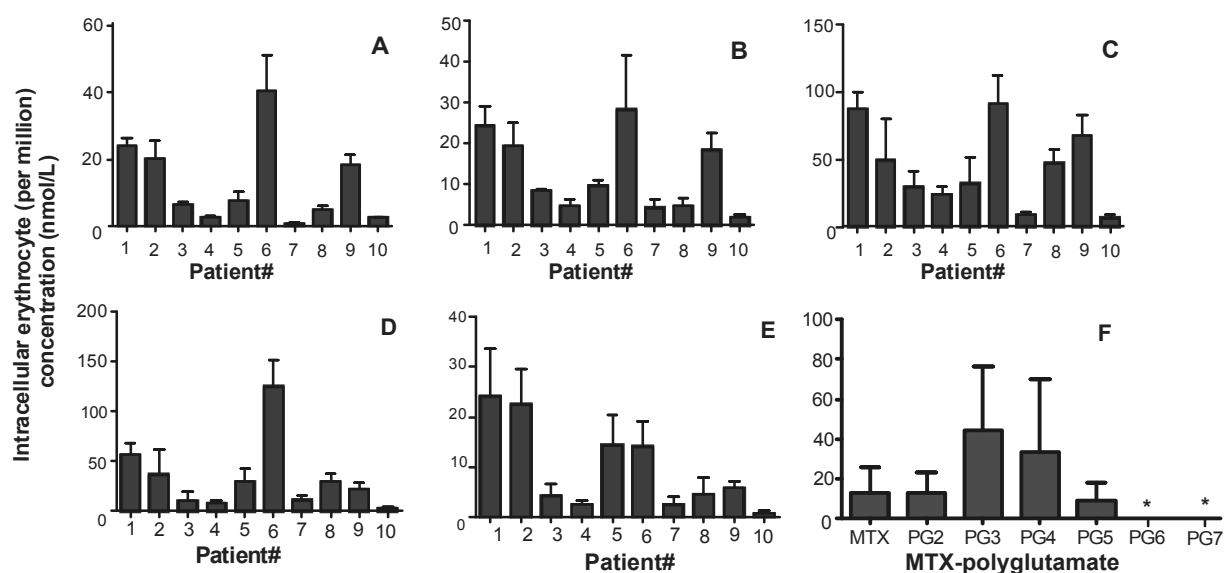 Intracellular erythrocyte (per million)
concentration (nmol/L)
A
60
40
20
0
1 2 3 4 5 6 7 8 9 10
Patient#
B
50
40
30
20
10
0
1 2 3 4 5 6 7 8 9 10
Patient#
C
150
100
50
0
1 2 3 4 5 6 7 8 9 10
Patient#
D
200
150
100
50
0
1 2 3 4 5 6 7 8 9 10
E
40
30
20
10
0
1 2 3 4 5 6 7 8 9 10
Patient#
F
100
80
60
40
20
0
* *
MTX PG2 PG3 PG4 PG5 PG6 PG7
MTX-polyglutamate